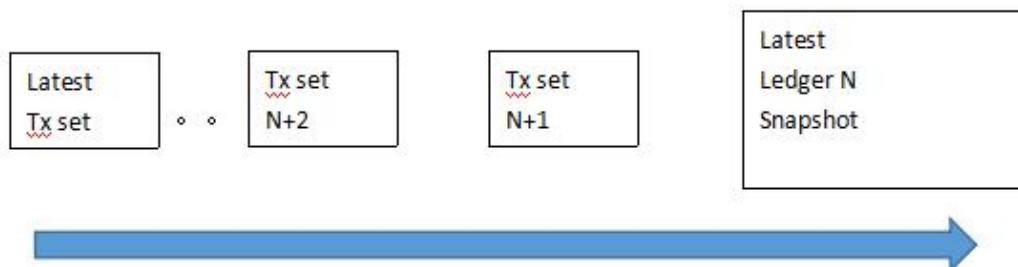 Latest
Tx set
Tx set
N+2
Tx set
N+1
Latest
Ledger N
Snapshot